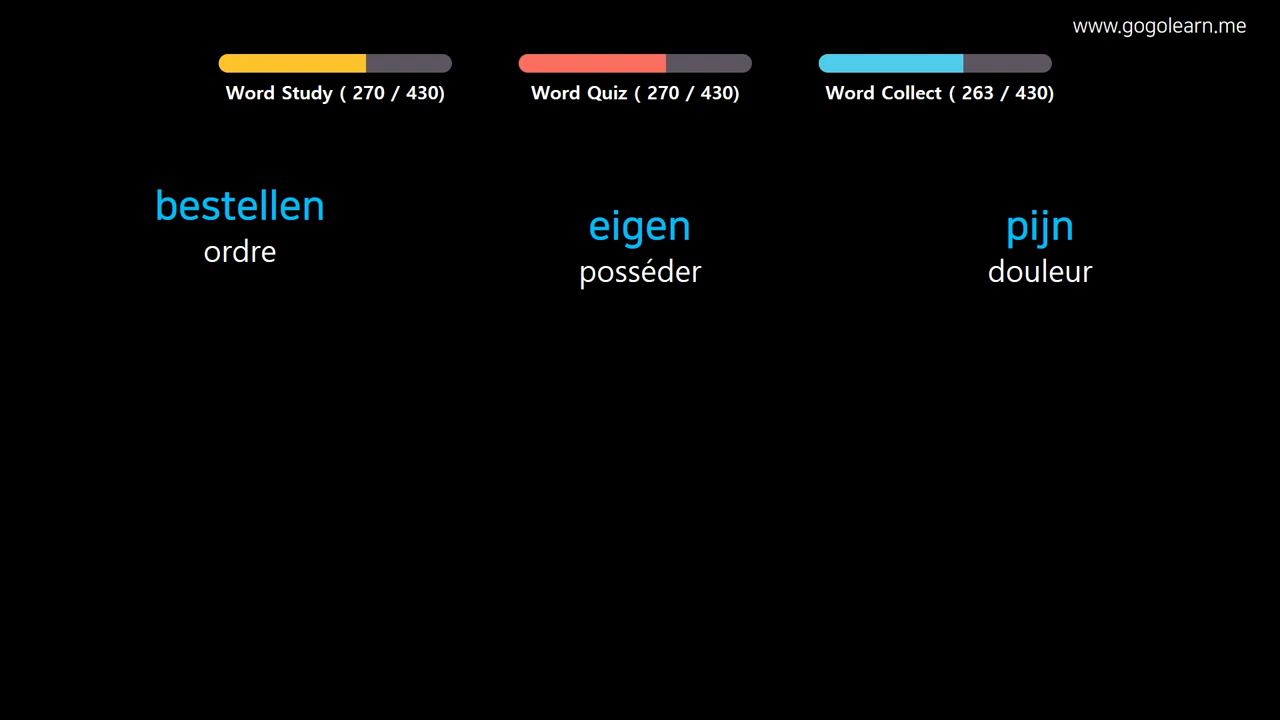 www.gogolearn.me
Word Study ( 270 / 430)
Word Quiz ( 270 / 430)
Word Collect ( 263 / 430)
bestellen
ordre
eigen
posséder
pijn
douleur